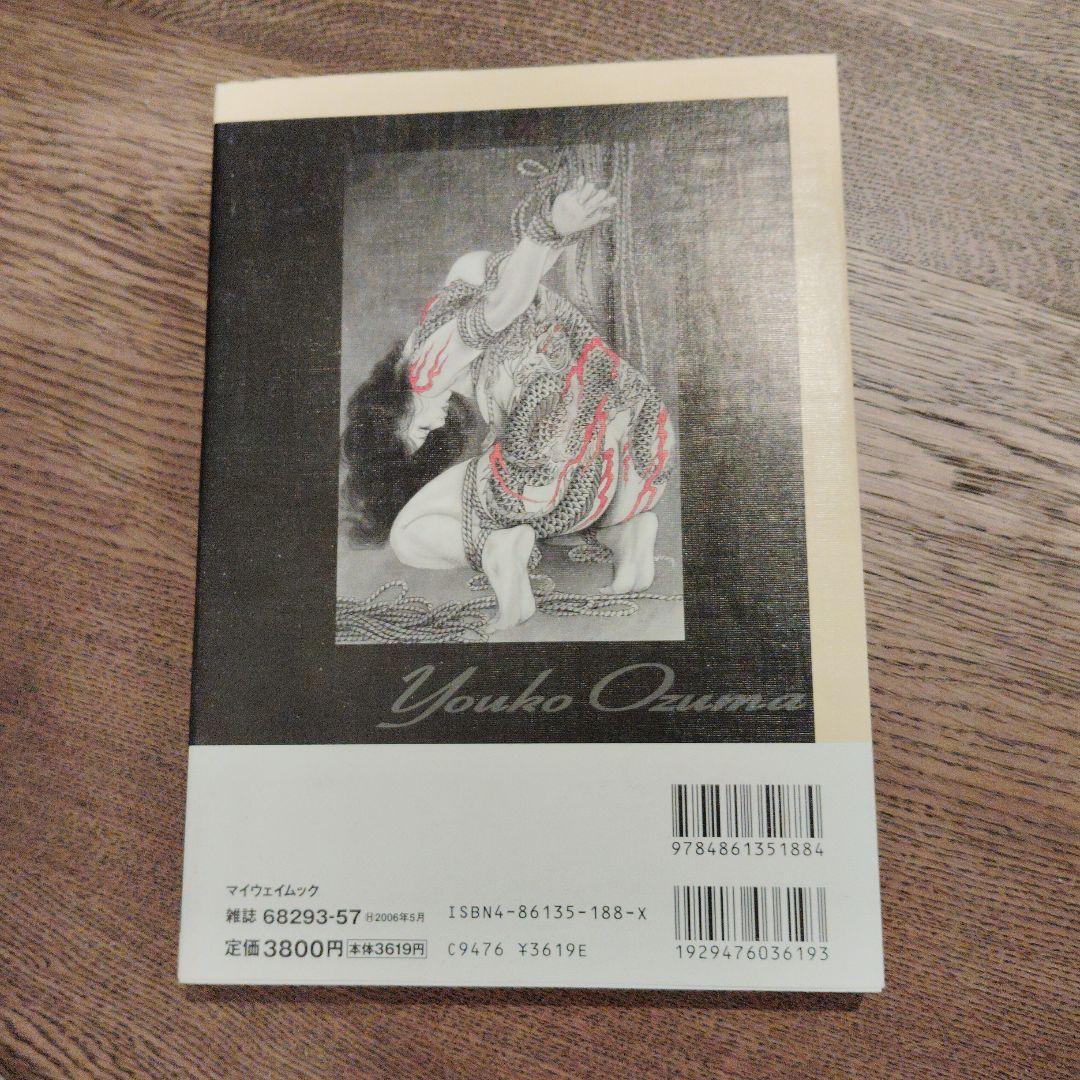 Youko Ozuma
9784861351884
マイウェイムック
雑誌 68293-57 Ⓗ2006年5月
ISBN4-86135-188-X
定価3800円 本体3619円
C9476 ¥3619E
1929476036193